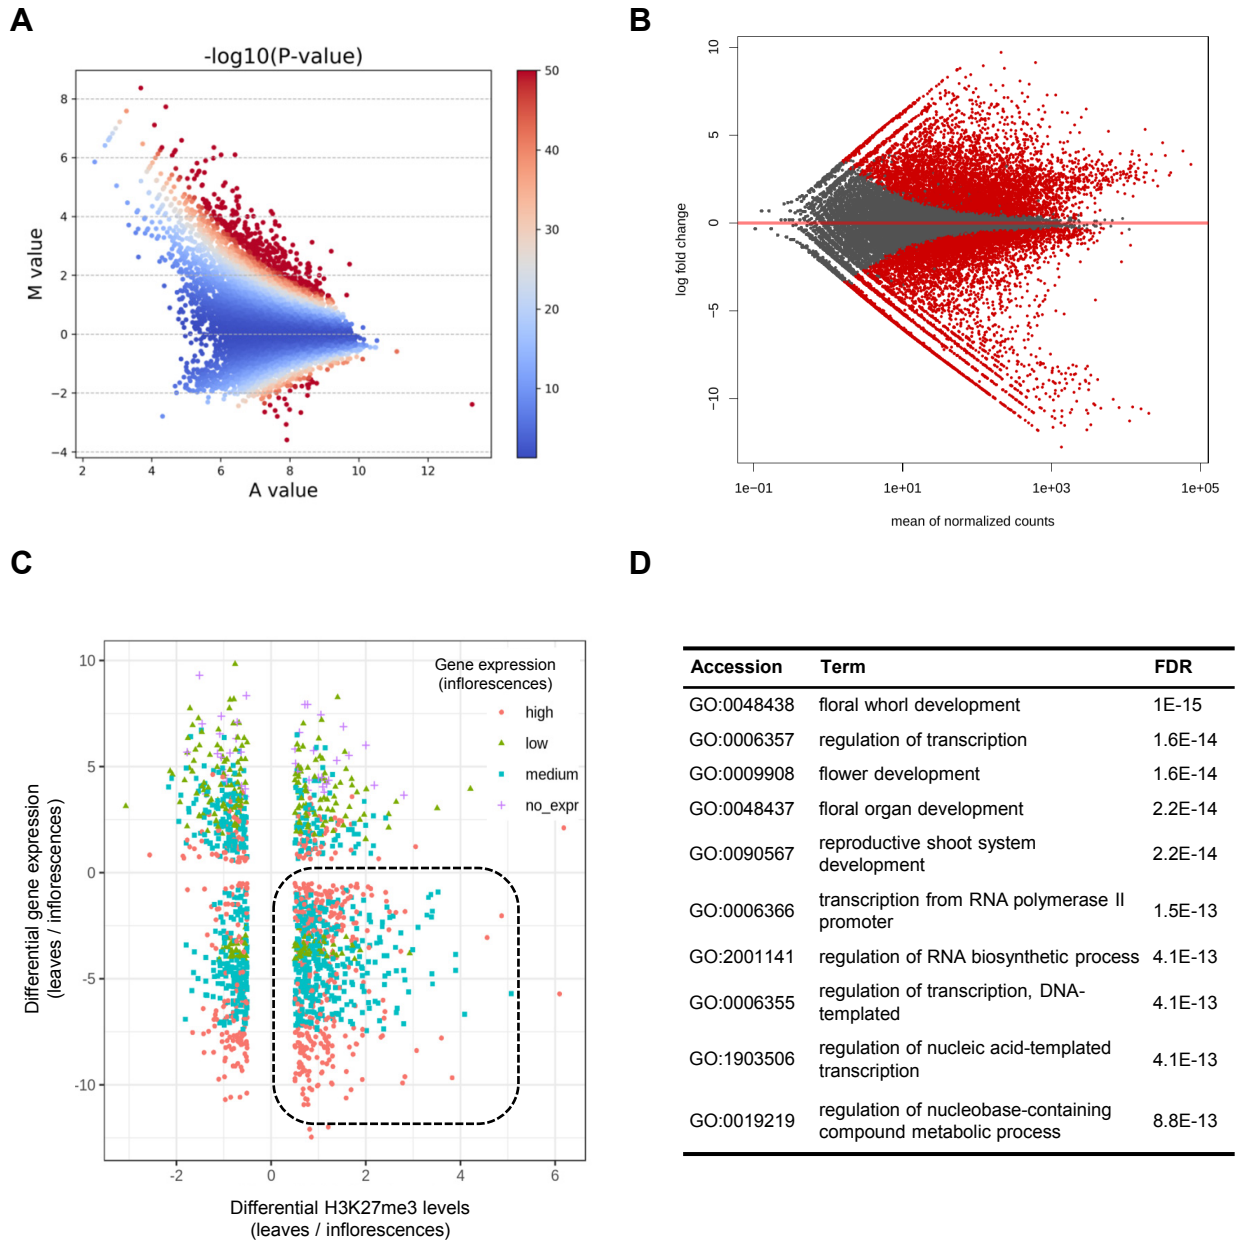 A
-log10(P-value)
8
6
4
2
0
−2
−4
2
4
6
8
10
12
M value
A value
50
40
30
20
10
B
10
5
0
−5
−10
log fold change
1e−01
1e+01
1e+03
1e+05
mean of normalized counts
C
Gene expression
(inflorescences)
high
low
medium
no_expr
10
5
0
-5
-10
Differential gene expression
(leaves / inflorescences)
-2
0
2
4
6
Differential H3K27me3 levels
(leaves / inflorescences)
D
Accession Term FDR
GO:0048438 floral whorl development 1E-15
GO:0006357 regulation of transcription 1.6E-14
GO:0009908 flower development 1.6E-14
GO:0048437 floral organ development 2.2E-14
reproductive shoot system
GO:0090567 development 2.2E-14
transcription from RNA polymerase II
GO:0006366 promoter 1.5E-13
GO:2001141 regulation of RNA biosynthetic process 4.1E-13
regulation of transcription, DNA-
GO:0006355 templated 4.1E-13
regulation of nucleic acid-templated
GO:1903506 transcription 4.1E-13
regulation of nucleobase-containing
GO:0019219 compound metabolic process 8.8E-13